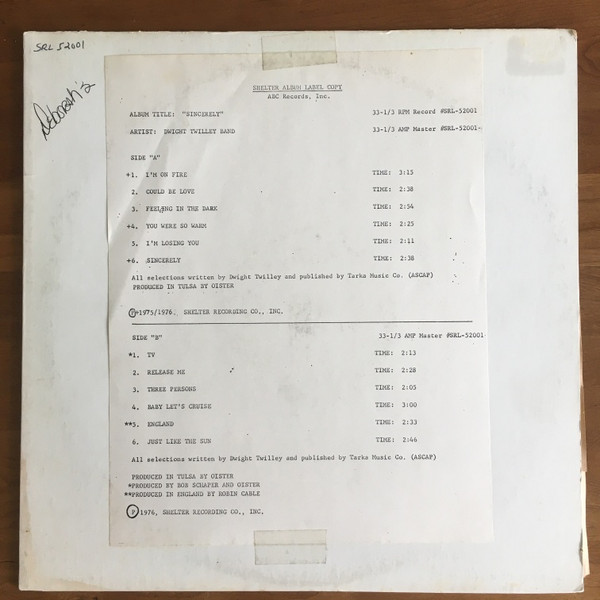 SRL 52001
Deborah's
SHELTER ALBUM LABEL COPY
ABC Records, Inc.
ALBUM TITLE: "SINCERELY" 33-1/3 RPM Record #SRL-52001
ARTIST: DWIGHT TWILLEY BAND 33-1/3 AMP Master #SRL-52001-
SIDE "A"
+1. I'M ON FIRE TIME: 3:15
2. COULD BE LOVE TIME: 2:38
3. FEELING IN THE DARK TIME: 2:54
+4. YOU WERE SO WARM TIME: 2:25
5. I'M LOSING YOU TIME: 2:11
+6. SINCERELY TIME: 2:38
All selections written by Dwight Twilley and published by Tarka Music Co. (ASCAP)
PRODUCED IN TULSA BY OISTER
Ⓟ+1975/1976 SHELTER RECORDING CO., INC.
SIDE "B" 33-1/3 AMP Master #SRL-52001-
*1. TV TIME: 2:13
2. RELEASE ME TIME: 2:28
3. THREE PERSONS TIME: 2:05
4. BABY LET'S CRUISE TIME: 3:00
**5. ENGLAND TIME: 2:33
6. JUST LIKE THE SUN TIME: 2:46
All selections written by Dwight Twilley and published by Tarka Music Co. (ASCAP)
PRODUCED IN TULSA BY OISTER
*PRODUCED BY BOB SCHAPER AND OISTER
**PRODUCED IN ENGLAND BY ROBIN CABLE
Ⓟ1976, SHELTER RECORDING CO., INC.